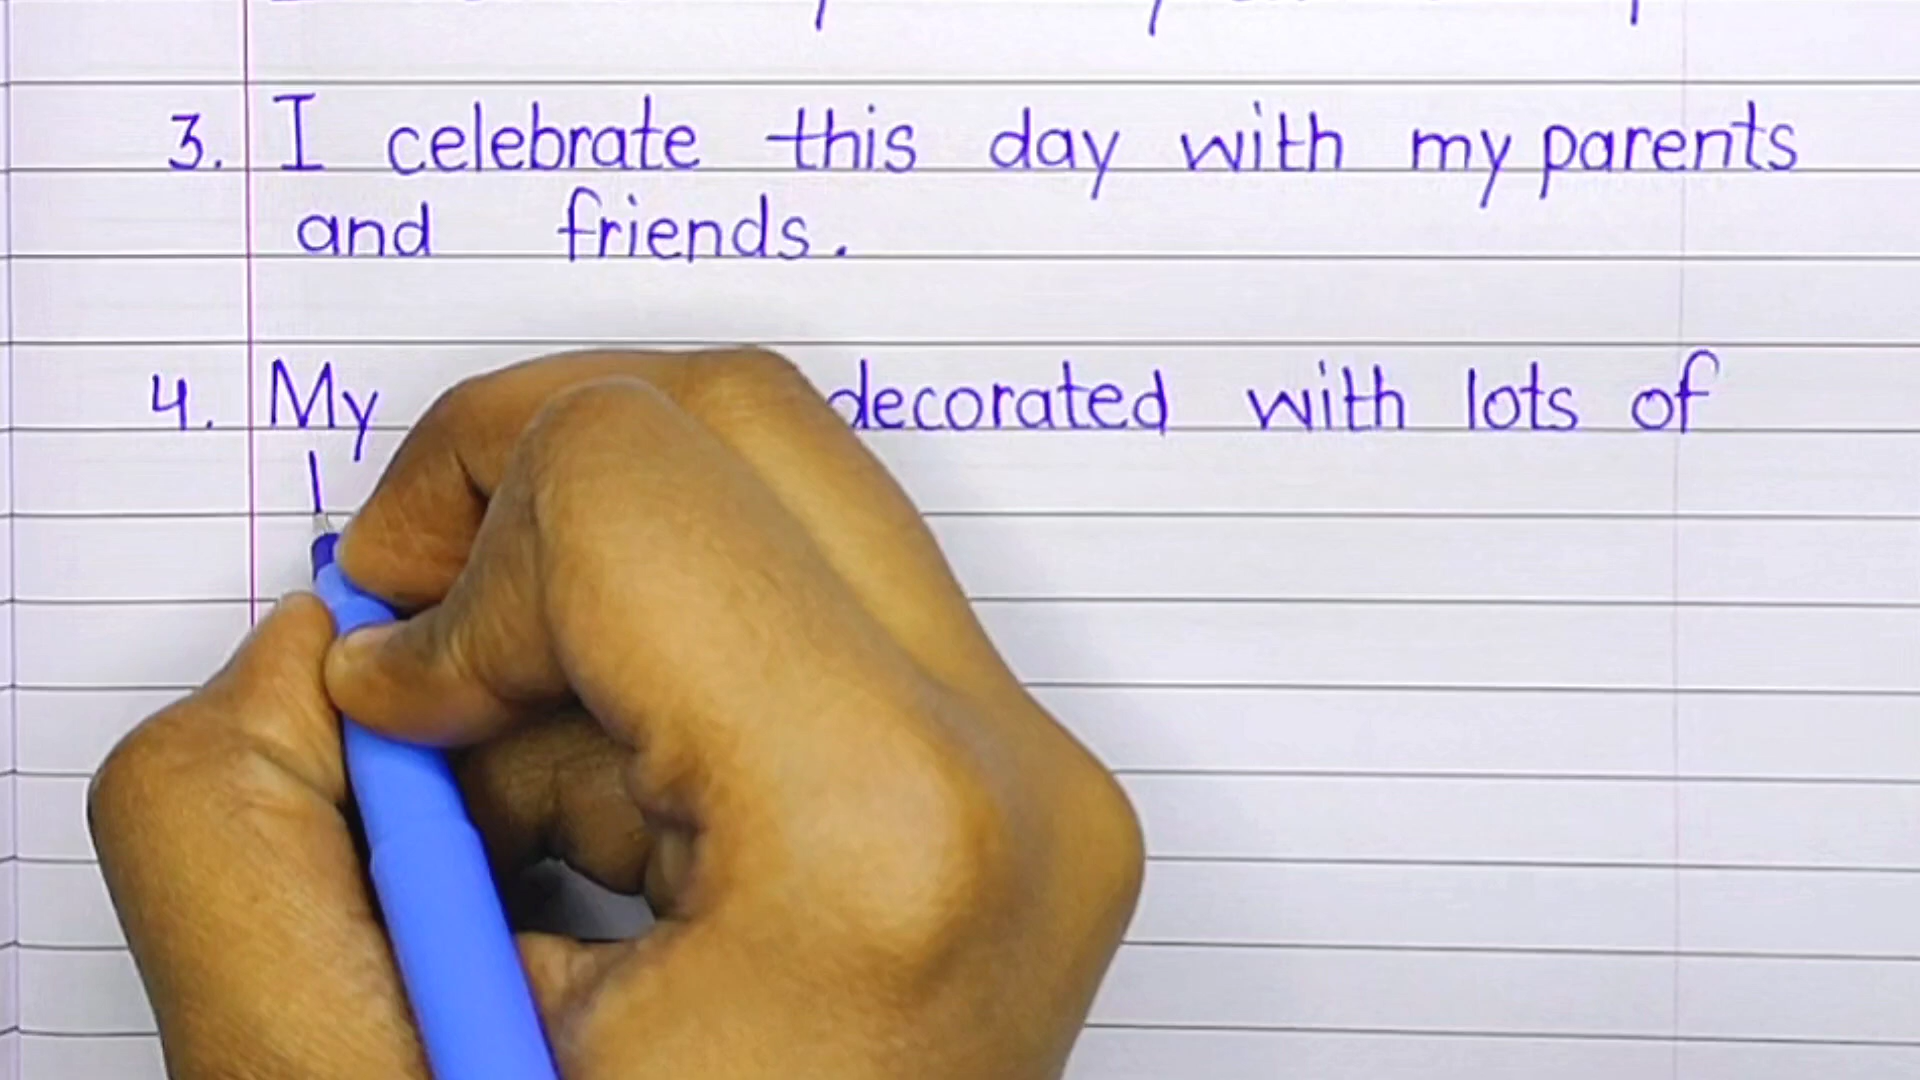 3. I celebrate this day with my parents
and friends.
4. My decorated with lots of